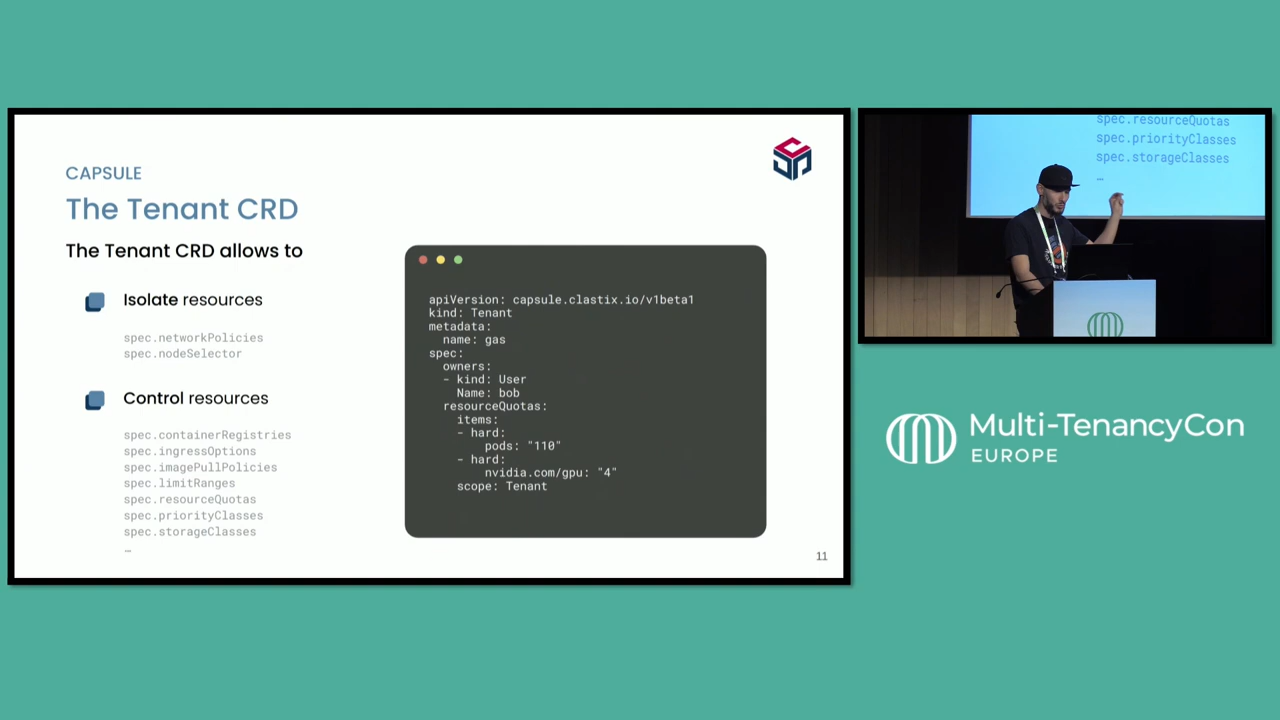 CAPSULE
The Tenant CRD
The Tenant CRD allows to
Isolate resources
spec.networkPolicies
spec.nodeSelector
Control resources
spec.containerRegistries
spec.ingressOptions
spec.imagePullPolicies
spec.limitRanges
spec.resourceQuotas
spec.priorityClasses
spec.storageClasses
…
apiVersion: capsule.clastix.io/v1beta1
kind: Tenant
metadata:
  name: gas
spec:
  owners:
  - kind: User
    Name: bob
  resourceQuotas:
    items:
    - hard:
        pods: "110"
    - hard:
        nvidia.com/gpu: "4"
    scope: Tenant
11
spec.resourceQuotas
spec.priorityClasses
spec.storageClasses
…
Multi-TenancyCon
EUROPE